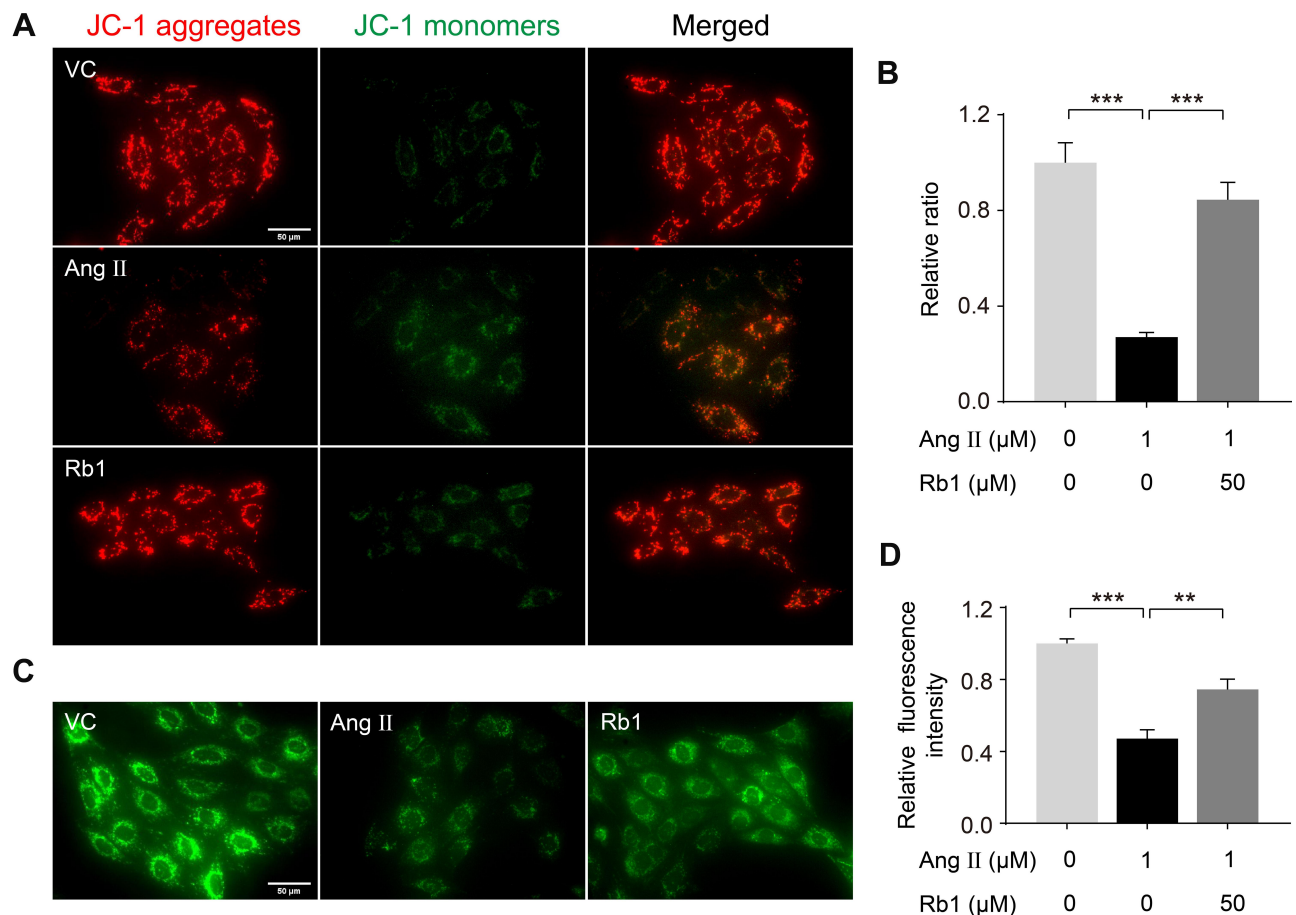 A
JC-1 aggregates
JC-1 monomers
Merged
VC
50 μm
Ang II
Rb1
B
*** ***
1.2
0.8
0.4
0.0
Relative ratio
Ang II (μM) 0 1 1
Rb1 (μM) 0 0 50
C
VC
50 μm
Ang II
Rb1
D
*** **
1.2
0.8
0.4
0.0
Relative fluorescence
intensity
Ang II (μM) 0 1 1
Rb1 (μM) 0 0 50